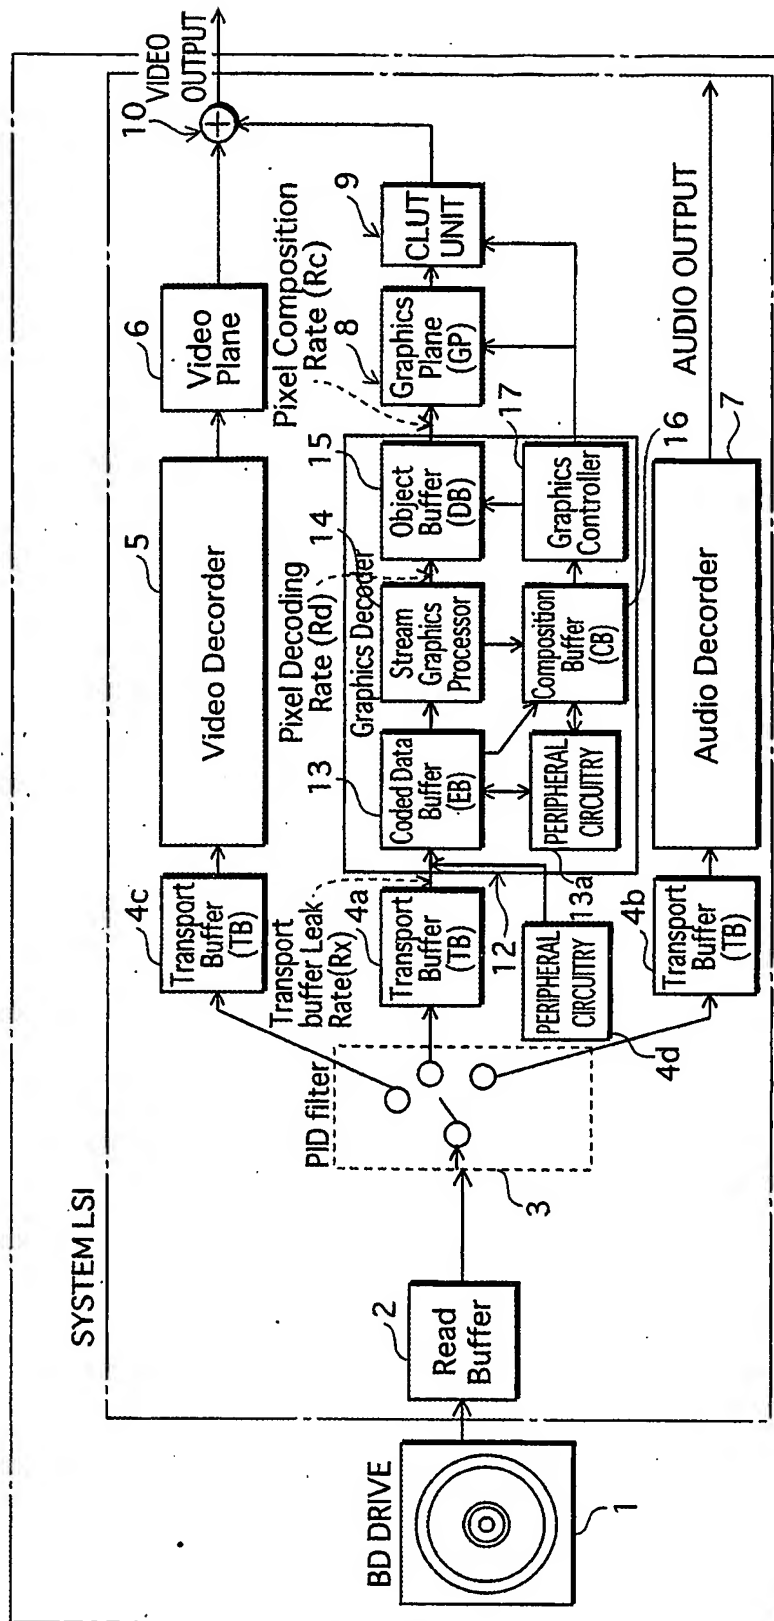 SYSTEM LSI
BD DRIVE
1
2
Read
Buffer
3
PID filter
4c
Transport
Buffer
(TB)
5
Video Decorder
6
Video
Plane
10
VIDEO
OUTPUT
Transport
buffer Leak
Rate(Rx)
4a
Transport
Buffer
(TB)
PERIPHERAL
CIRCUITRY
4d
12
13
Coded Data
Buffer
(EB)
PERIPHERAL
CIRCUITRY
13a
Pixel Decoding
Rate (Rd)
Graphics Decoder
14
Stream
Graphics
Processor
Composition
Buffer
(CB)
16
15
Object
Buffer
(DB)
17
Graphics
Controller
Pixel Composition
Rate (Rc)
8
Graphics
Plane
(GP)
9
CLUT
UNIT
4b
Transport
Buffer
(TB)
Audio Decorder
7
AUDIO OUTPUT